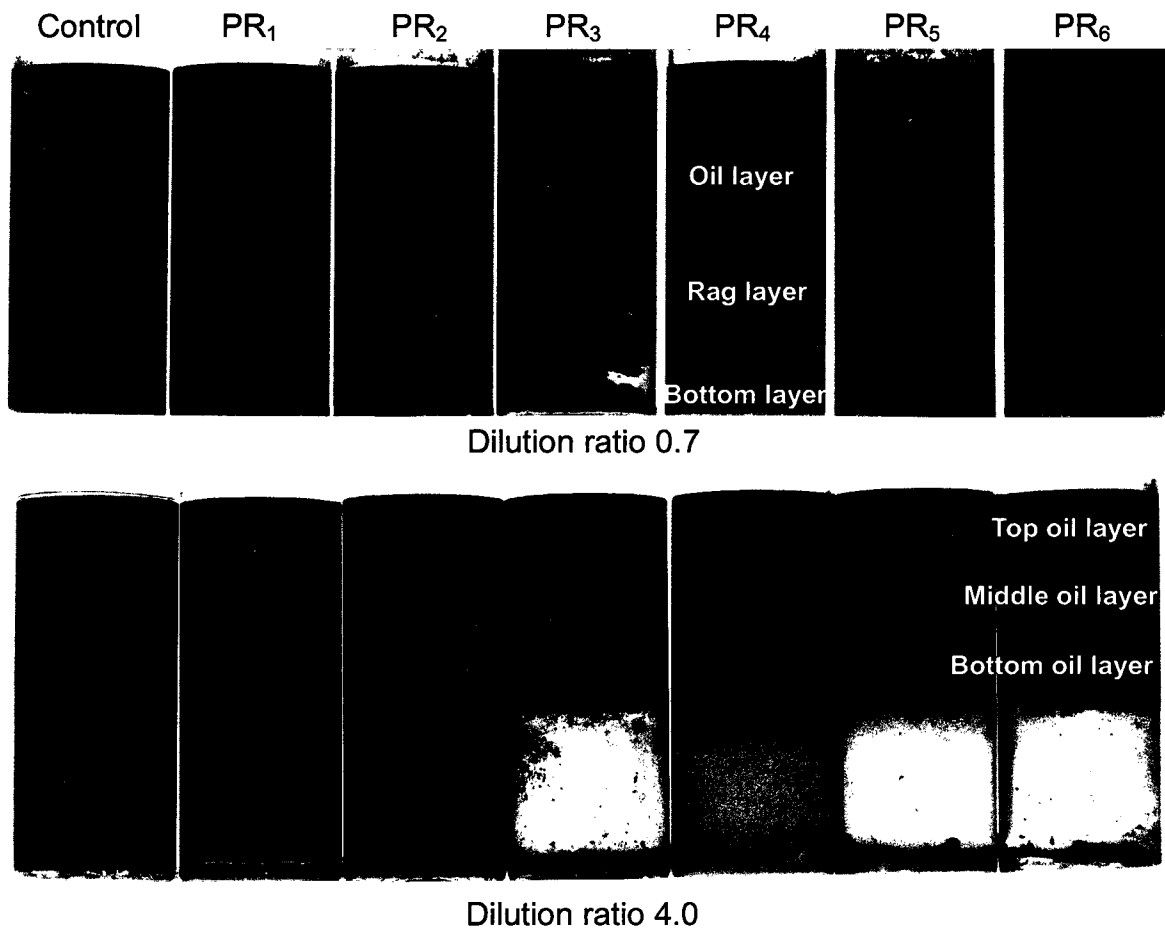 Control PR₁ PR₂ PR₃ PR₄ PR₅ PR₆
Oil layer
Rag layer
Bottom layer
Dilution ratio 0.7
Top oil layer
Middle oil layer
Bottom oil layer
Dilution ratio 4.0